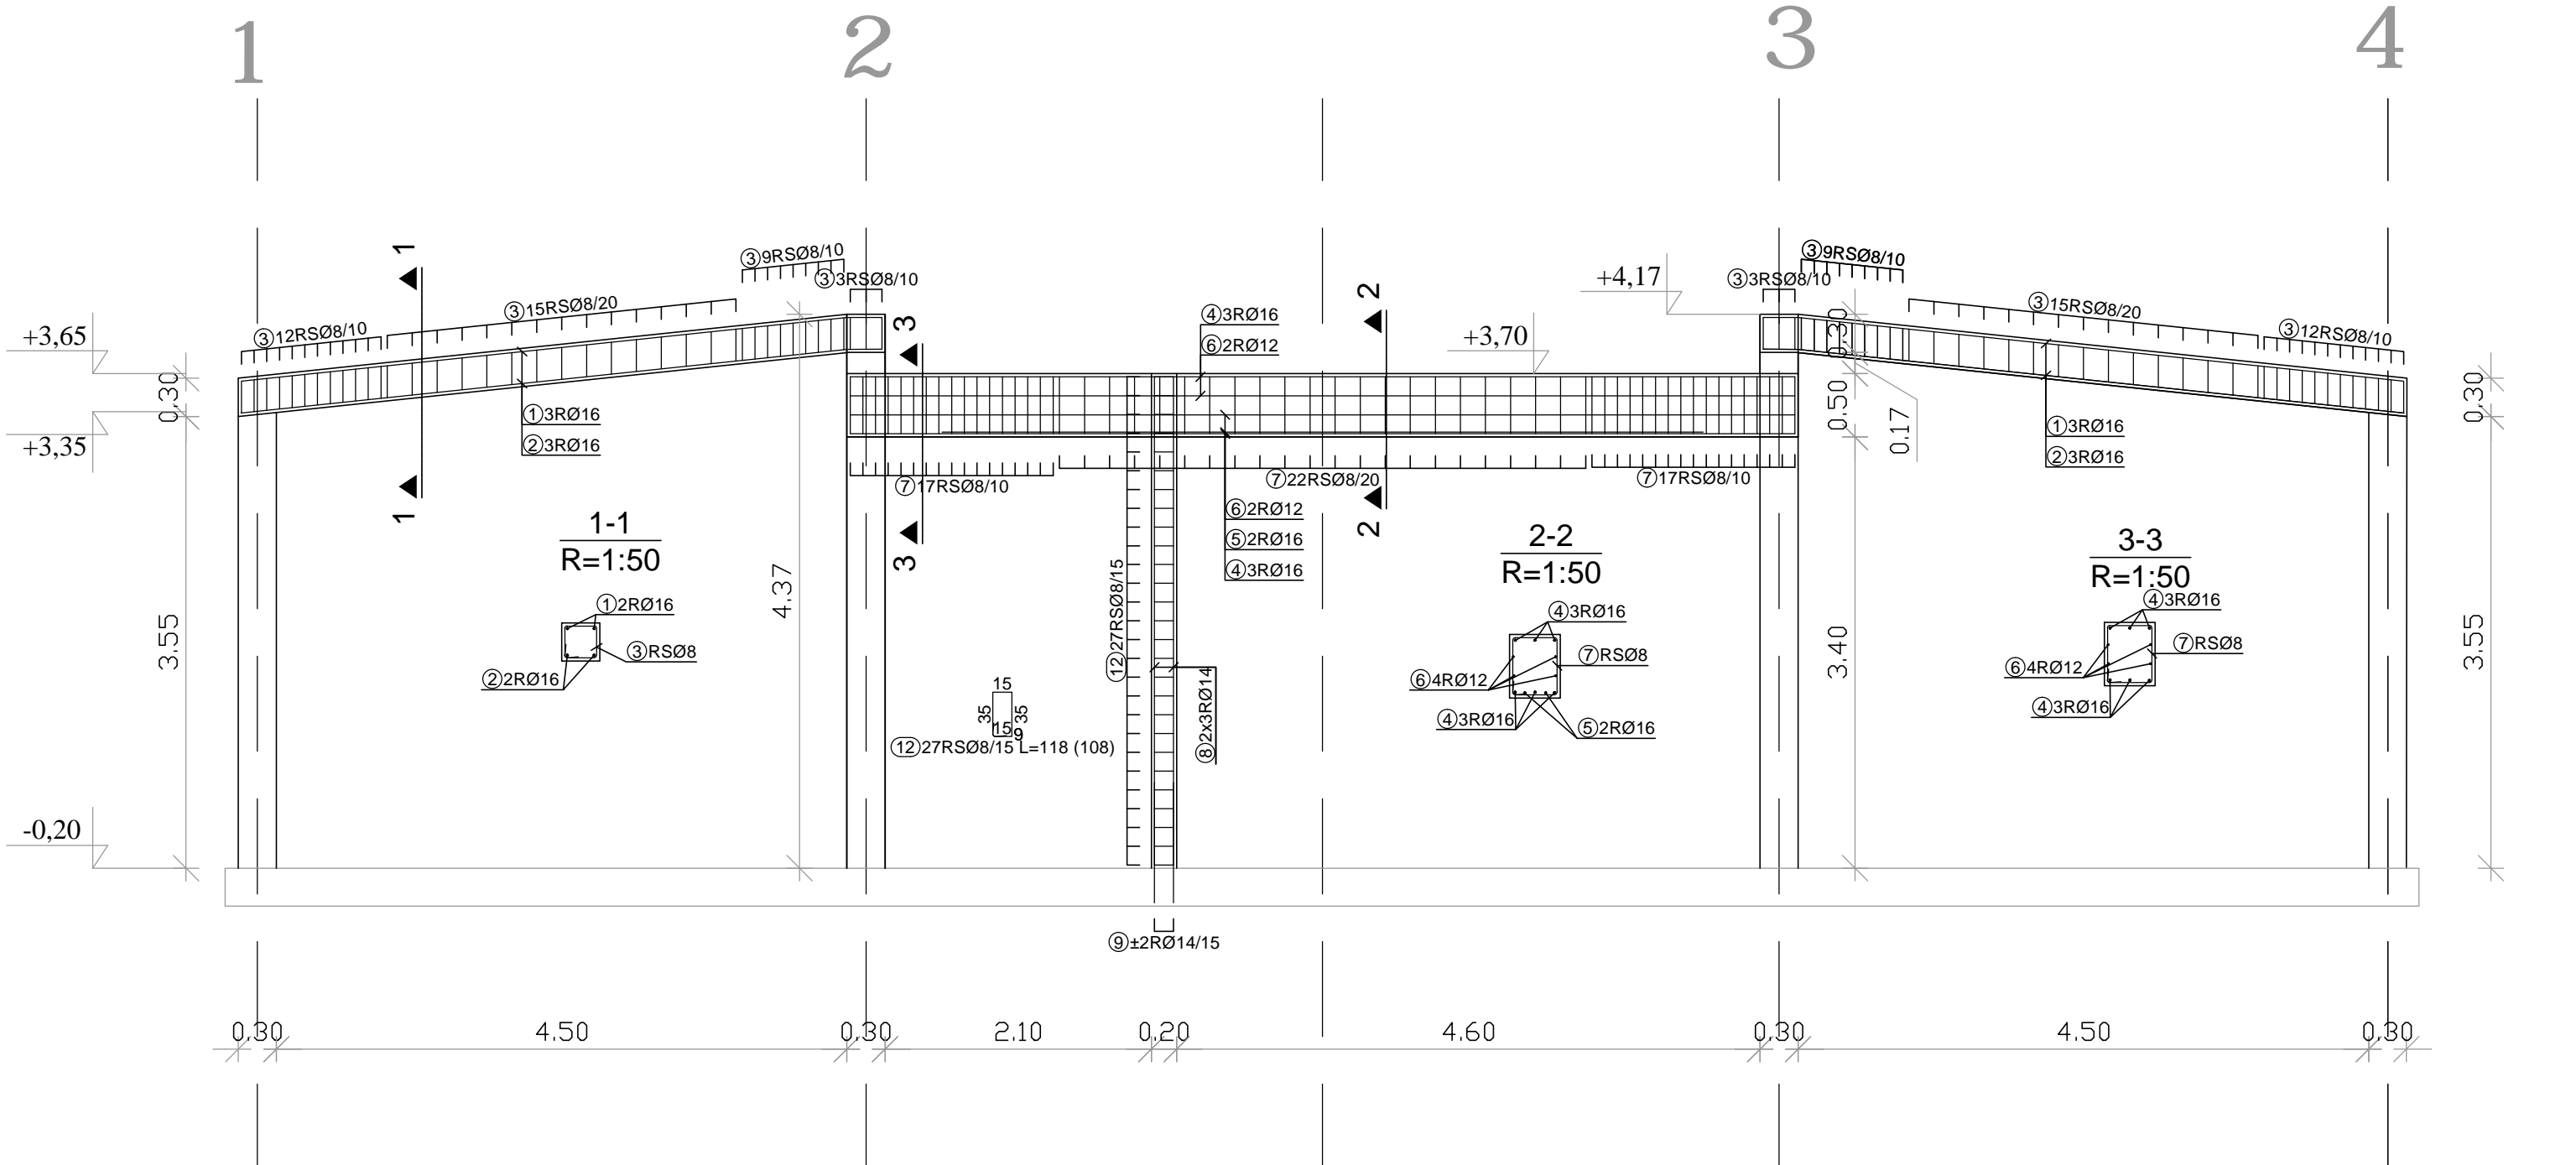 1
2
3
4
1
③9RSØ8/10
③3RSØ8/10
③15RSØ8/20
③12RSØ8/10
+3,65
0.30
+3,35
3
①3RØ16
②3RØ16
1
④3RØ16
⑥2RØ12
2
+3,70
+4,17
③3RSØ8/10
③9RSØ8/10
③15RSØ8/20
③12RSØ8/10
0.30
0.50
0.17
0.30
①3RØ16
②3RØ16
⑦17RSØ8/10
⑦22RSØ8/20
⑦17RSØ8/10
⑥2RØ12
⑤2RØ16
④3RØ16
2
3
1-1
R=1:50
2-2
R=1:50
3-3
R=1:50
①2RØ16
③RSØ8
②2RØ16
4.37
3.55
⑫27RSØ8/15
⑧2x3RØ14
15
35
35
15
9
⑫27RSØ8/15 L=118 (108)
④3RØ16
⑦RSØ8
⑥4RØ12
④3RØ16
⑤2RØ16
3.40
④3RØ16
⑦RSØ8
⑥4RØ12
④3RØ16
3.55
-0,20
⑨±2RØ14/15
0.30
4.50
0.30
2.10
0.20
4.60
0.30
4.50
0.30